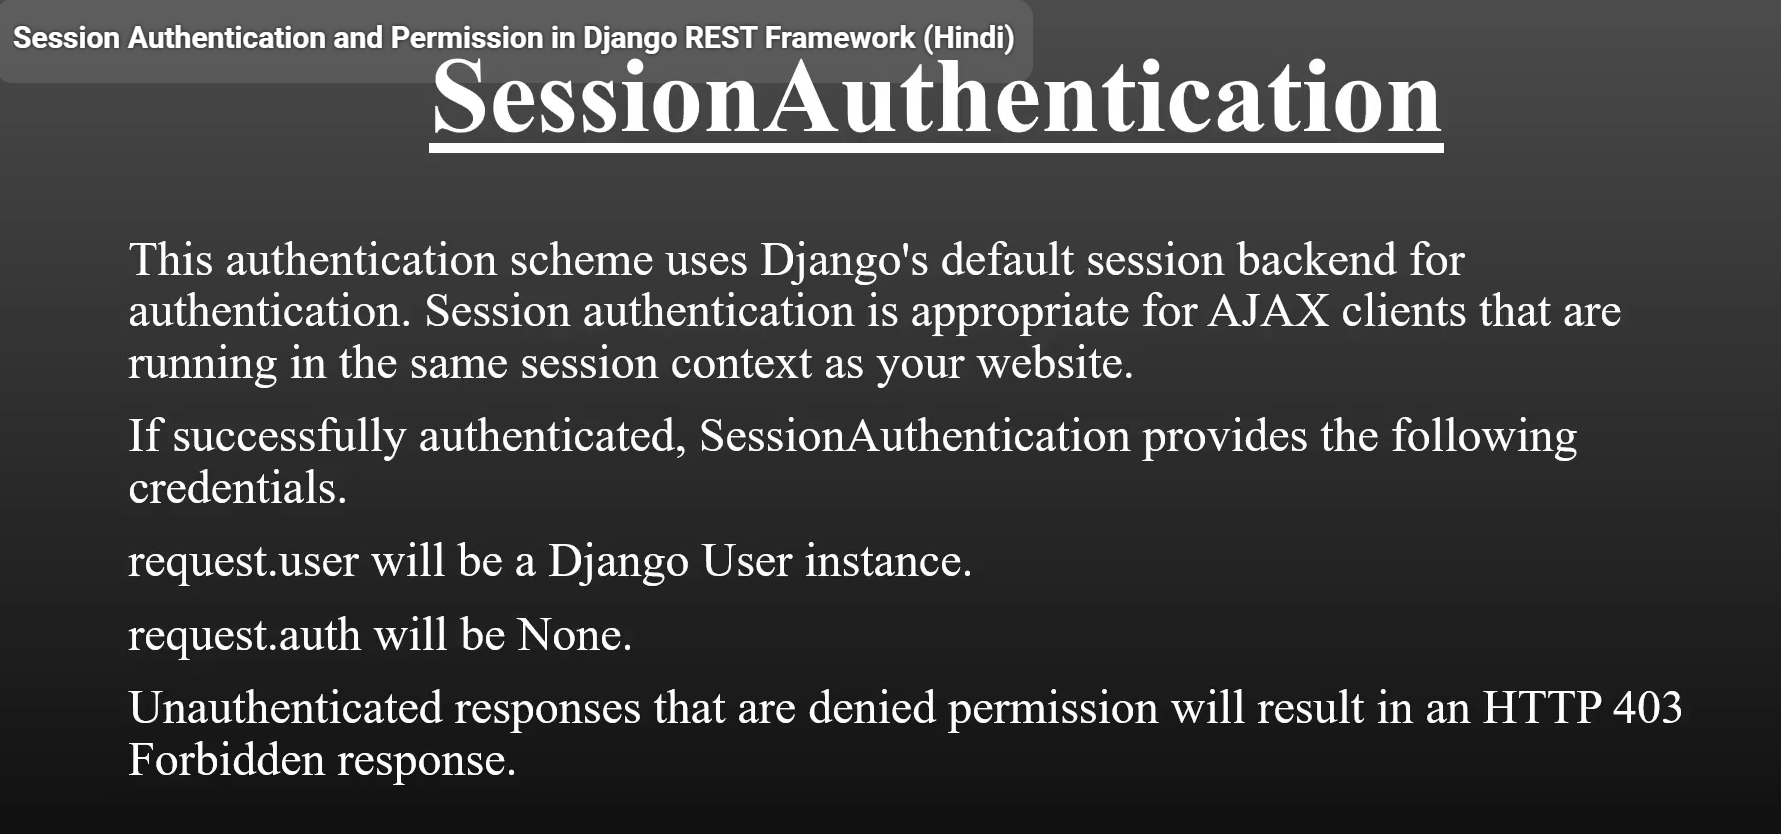 Session Authentication and Permission in Django REST Framework (Hindi)
SessionAuthentication
This authentication scheme uses Django's default session backend for
authentication. Session authentication is appropriate for AJAX clients that are
running in the same session context as your website.
If successfully authenticated, SessionAuthentication provides the following
credentials.
request.user will be a Django User instance.
request.auth will be None.
Unauthenticated responses that are denied permission will result in an HTTP 403
Forbidden response.